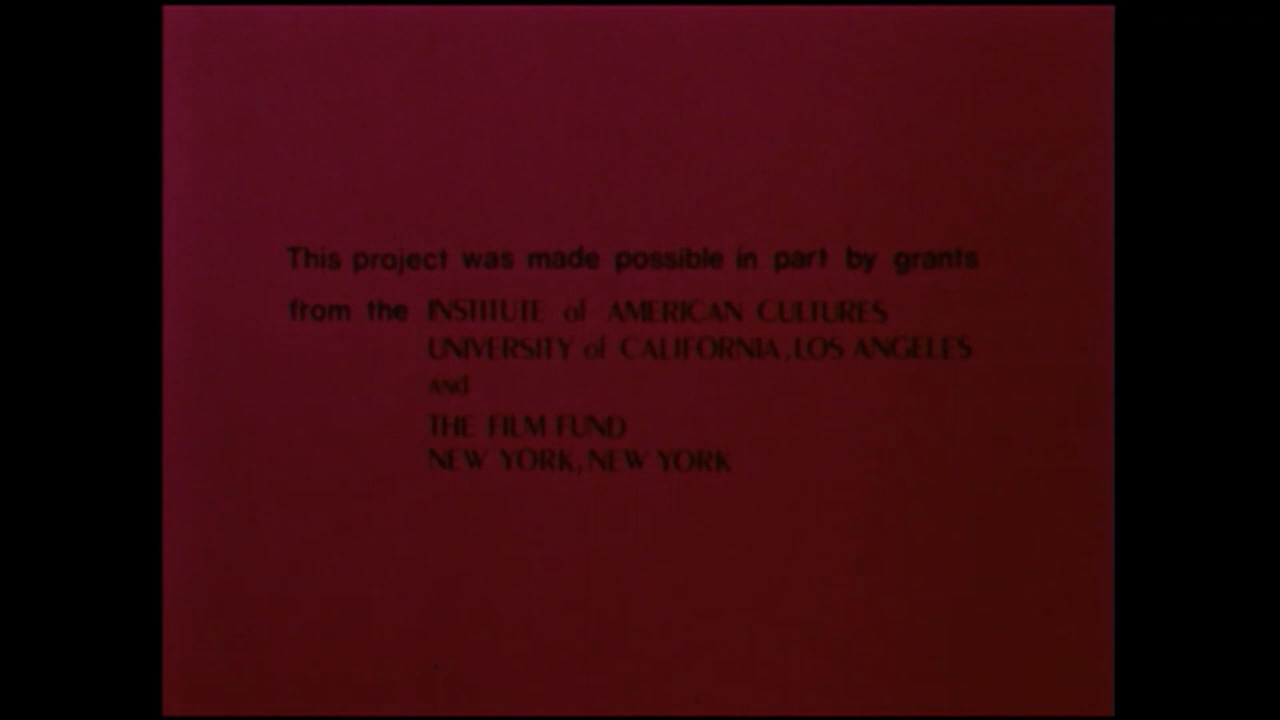 This project was made possible in part by grants
from the INSTITUTE of AMERICAN CULTURES
UNIVERSITY of CALIFORNIA, LOS ANGELES
AND
THE FILM FUND
NEW YORK, NEW YORK